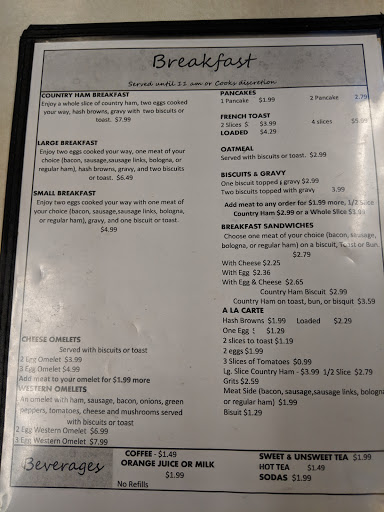 Breakfast
Served until 11 am or Cooks discretion
COUNTRY HAM BREAKFAST
Enjoy a whole slice of country ham, two eggs cooked
your way, hash browns, gravy with two biscuits or
toast. $7.99
LARGE BREAKFAST
Enjoy two eggs cooked your way, one meat of your
choice (bacon, sausage,sausage links, bologna, or
regular ham), hash browns, gravy, and two biscuits
or toast. $6.49
SMALL BREAKFAST
Enjoy two eggs cooked your way with one meat of
your choice (bacon, sausage,sausage links, bologna,
or regular ham), gravy, and one biscuit or toast.
$4.99
CHEESE OMELETS
Served with biscuits or toast
2 Egg Omelet $3.99
3 Egg Omelet $4.99
Add meat to your omelet for $1.99 more
WESTERN OMELETS
An omelet with ham, sausage, bacon, onions, green
peppers, tomatoes, cheese and mushrooms served
with biscuits or toast
2 Egg Western Omelet $6.99
3 Egg Western Omelet $7.99
PANCAKES
1 Pancake $1.99 2 Pancake 2.79
FRENCH TOAST
2 Slices $3.99 4 slices
LOADED $4.29
OATMEAL
Served with biscuits or toast. $2.99
BISCUITS & GRAVY
One biscuit topped gravy $2.99
Two biscuits topped with gravy 3.99
Add meat to any order for $1.99 more, 1/2 Slice
Country Ham $2.99 or a Whole Slice
BREAKFAST SANDWICHES
Choose one meat of your choice (bacon, sausage,
bologna, or regular ham) on a biscuit, Toast or Bun.
$2.79
With Cheese $2.25
With Egg $2.36
With Egg & Cheese $2.65
Country Ham Biscuit $2.99
Country Ham on toast, bun, or bisquit $3.59
A LA CARTE
Hash Browns $1.99 Loaded $2.29
One Egg $1.29
2 slices to toast $1.19
2 eggs $1.99
3 Slices of Tomatoes $0.99
Lg. Slice Country Ham - $3.99 1/2 Slice $2.79
Grits $2.59
Meat Side (bacon, sausage,sausage links, bologna
or regular ham) $1.99
Bisuit $1.29
Beverages
COFFEE - $1.49
ORANGE JUICE OR MILK
$1.99
No Refills
SWEET & UNSWEET TEA $1.99
HOT TEA $1.49
SODAS $1.99